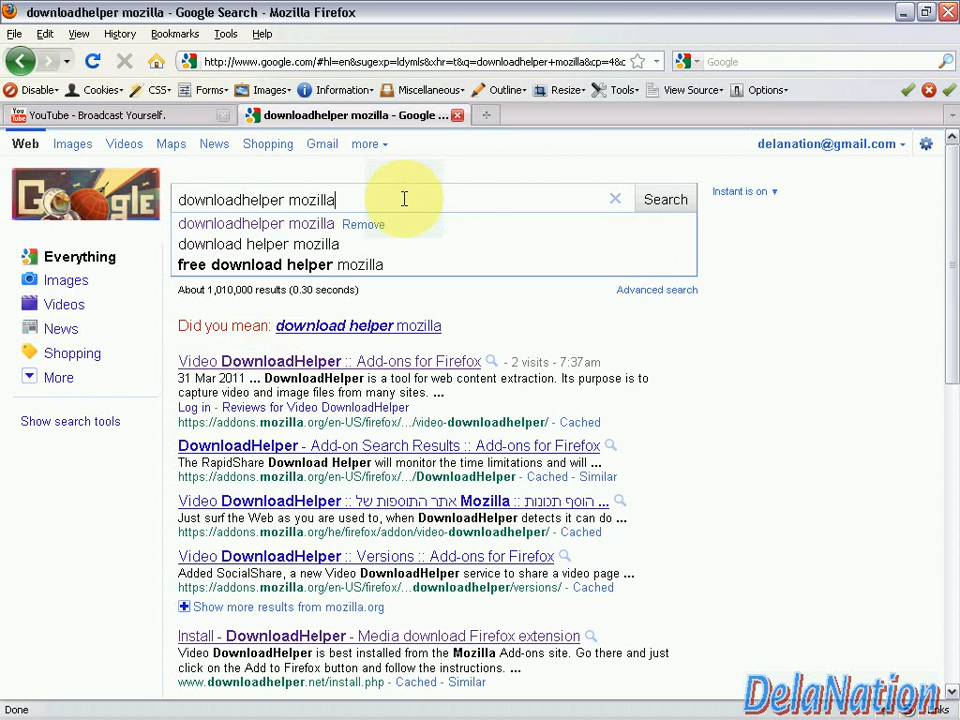 downloadhelper mozilla - Google Search - Mozilla Firefox
File Edit View History Bookmarks Tools Help
http://www.google.com/#hl=en&sugexp=ldymls&xhr=t&q=downloadhelper+mozilla&cp=4&c Google
Disable Cookies CSS Forms Images Information Miscellaneous Outline Resize Tools View Source Options
YouTube - Broadcast Yourself. downloadhelper mozilla - Google ...
Web Images Videos Maps News Shopping Gmail more delanation@gmail.com
Google
downloadhelper mozilla Search Instant is on
downloadhelper mozilla Remove
download helper mozilla
free download helper mozilla
About 1,010,000 results (0.30 seconds) Advanced search
Everything
Images
Videos
News
Shopping
More
Show search tools
Did you mean: download helper mozilla
Video DownloadHelper :: Add-ons for Firefox - 2 visits - 7:37am
31 Mar 2011 ... DownloadHelper is a tool for web content extraction. Its purpose is to
capture video and image files from many sites. ...
Log in - Reviews for Video DownloadHelper
https://addons.mozilla.org/en-US/firefox/.../video-downloadhelper/ - Cached
DownloadHelper - Add-on Search Results :: Add-ons for Firefox
The RapidShare Download Helper will monitor the time limitations and will ...
https://addons.mozilla.org/en-US/firefox/.../DownloadHelper - Cached - Similar
Video DownloadHelper :: הוסף תכונות :: Mozilla אתר התוספות של ...
Just surf the Web as you are used to, when DownloadHelper detects it can do ...
https://addons.mozilla.org/he/firefox/addon/video-downloadhelper/ - Cached
Video DownloadHelper :: Versions :: Add-ons for Firefox
Added SocialShare, a new Video DownloadHelper service to share a video page ...
https://addons.mozilla.org/en-US/firefox/...downloadhelper/versions/ - Cached
Show more results from mozilla.org
Install - DownloadHelper - Media download Firefox extension
Video DownloadHelper is best installed from the Mozilla Add-ons site. Go there and just
click on the Add to Firefox button and follow the instructions. ...
www.downloadhelper.net/install.php - Cached - Similar
DelaNation
Done